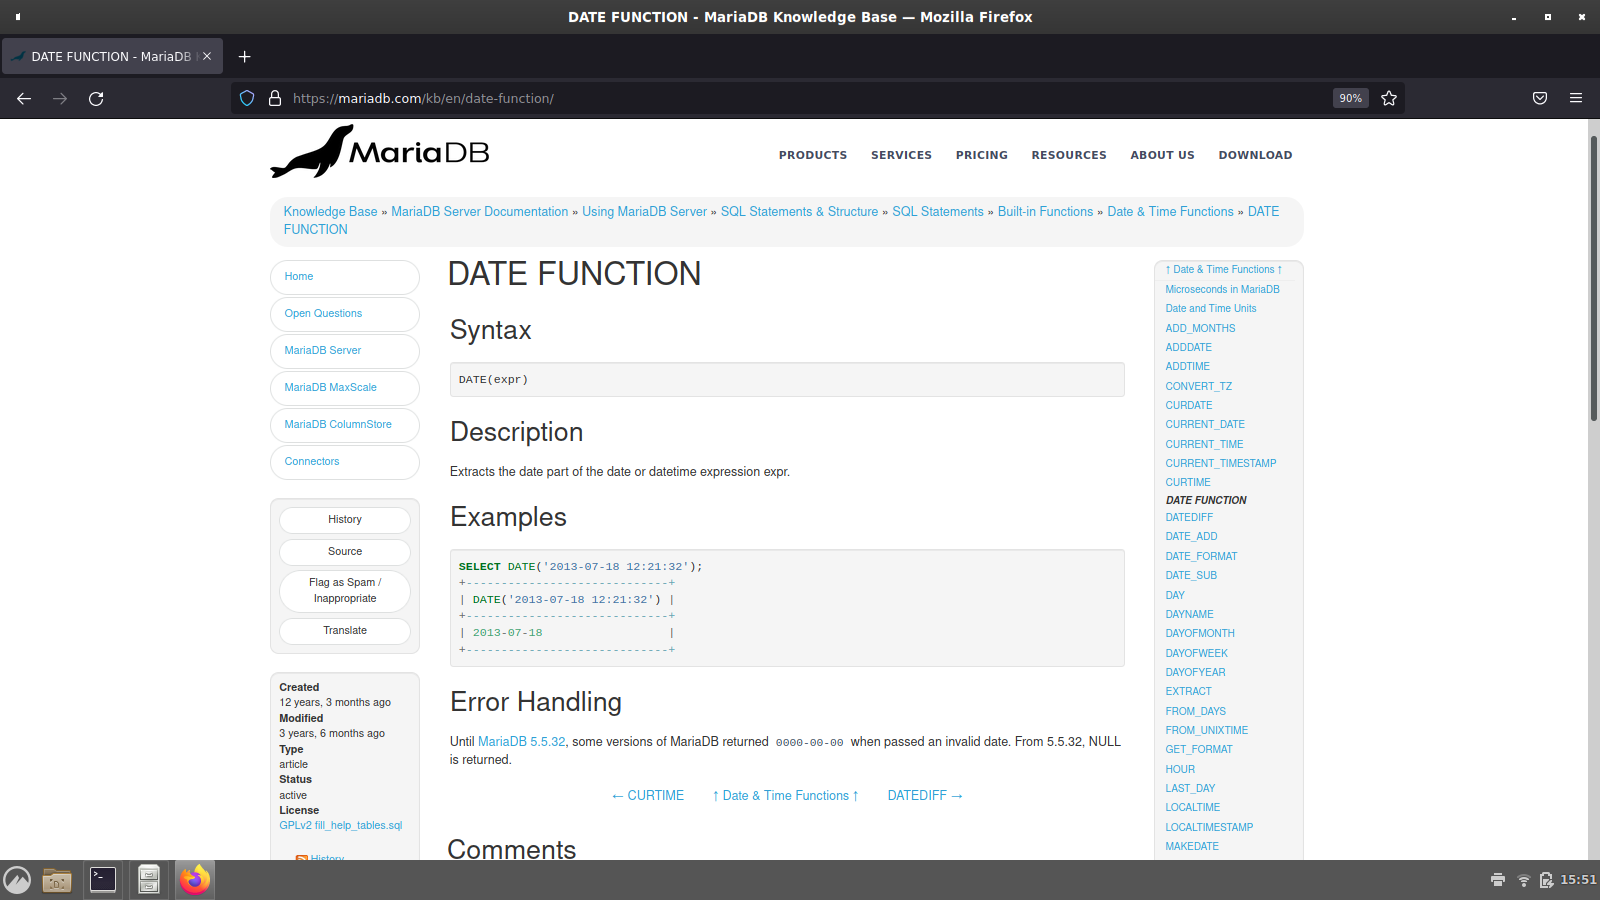 DATE FUNCTION - MariaDB Knowledge Base — Mozilla Firefox
DATE FUNCTION - MariaDB
https://mariadb.com/kb/en/date-function/
90%
MariaDB
PRODUCTS SERVICES PRICING RESOURCES ABOUT US DOWNLOAD
Knowledge Base » MariaDB Server Documentation » Using MariaDB Server » SQL Statements & Structure » SQL Statements » Built-in Functions » Date & Time Functions » DATE
FUNCTION
Home
Open Questions
MariaDB Server
MariaDB MaxScale
MariaDB ColumnStore
Connectors
History
Source
Flag as Spam /
Inappropriate
Translate
Created
12 years, 3 months ago
Modified
3 years, 6 months ago
Type
article
Status
active
License
GPLv2 fill_help_tables.sql
History
DATE FUNCTION
Syntax
DATE(expr)
Description
Extracts the date part of the date or datetime expression expr.
Examples
SELECT DATE('2013-07-18 12:21:32');
+-----------------------------+
| DATE('2013-07-18 12:21:32') |
+-----------------------------+
| 2013-07-18                  |
+-----------------------------+
Error Handling
Until MariaDB 5.5.32, some versions of MariaDB returned 0000-00-00 when passed an invalid date. From 5.5.32, NULL
is returned.
← CURTIME ↑ Date & Time Functions ↑ DATEDIFF →
Comments
↑ Date & Time Functions ↑
Microseconds in MariaDB
Date and Time Units
ADD_MONTHS
ADDDATE
ADDTIME
CONVERT_TZ
CURDATE
CURRENT_DATE
CURRENT_TIME
CURRENT_TIMESTAMP
CURTIME
DATE FUNCTION
DATEDIFF
DATE_ADD
DATE_FORMAT
DATE_SUB
DAY
DAYNAME
DAYOFMONTH
DAYOFWEEK
DAYOFYEAR
EXTRACT
FROM_DAYS
FROM_UNIXTIME
GET_FORMAT
HOUR
LAST_DAY
LOCALTIME
LOCALTIMESTAMP
MAKEDATE
15:51